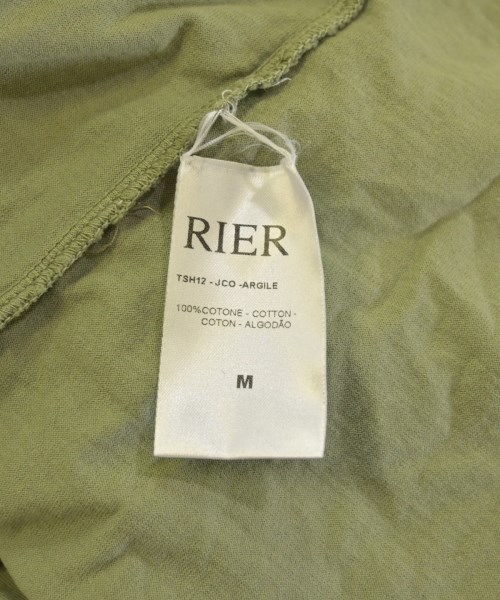 RIER
TSH12 - JCO -ARGILE
100%COTONE - COTTON-
COTON - ALGODÃO
M